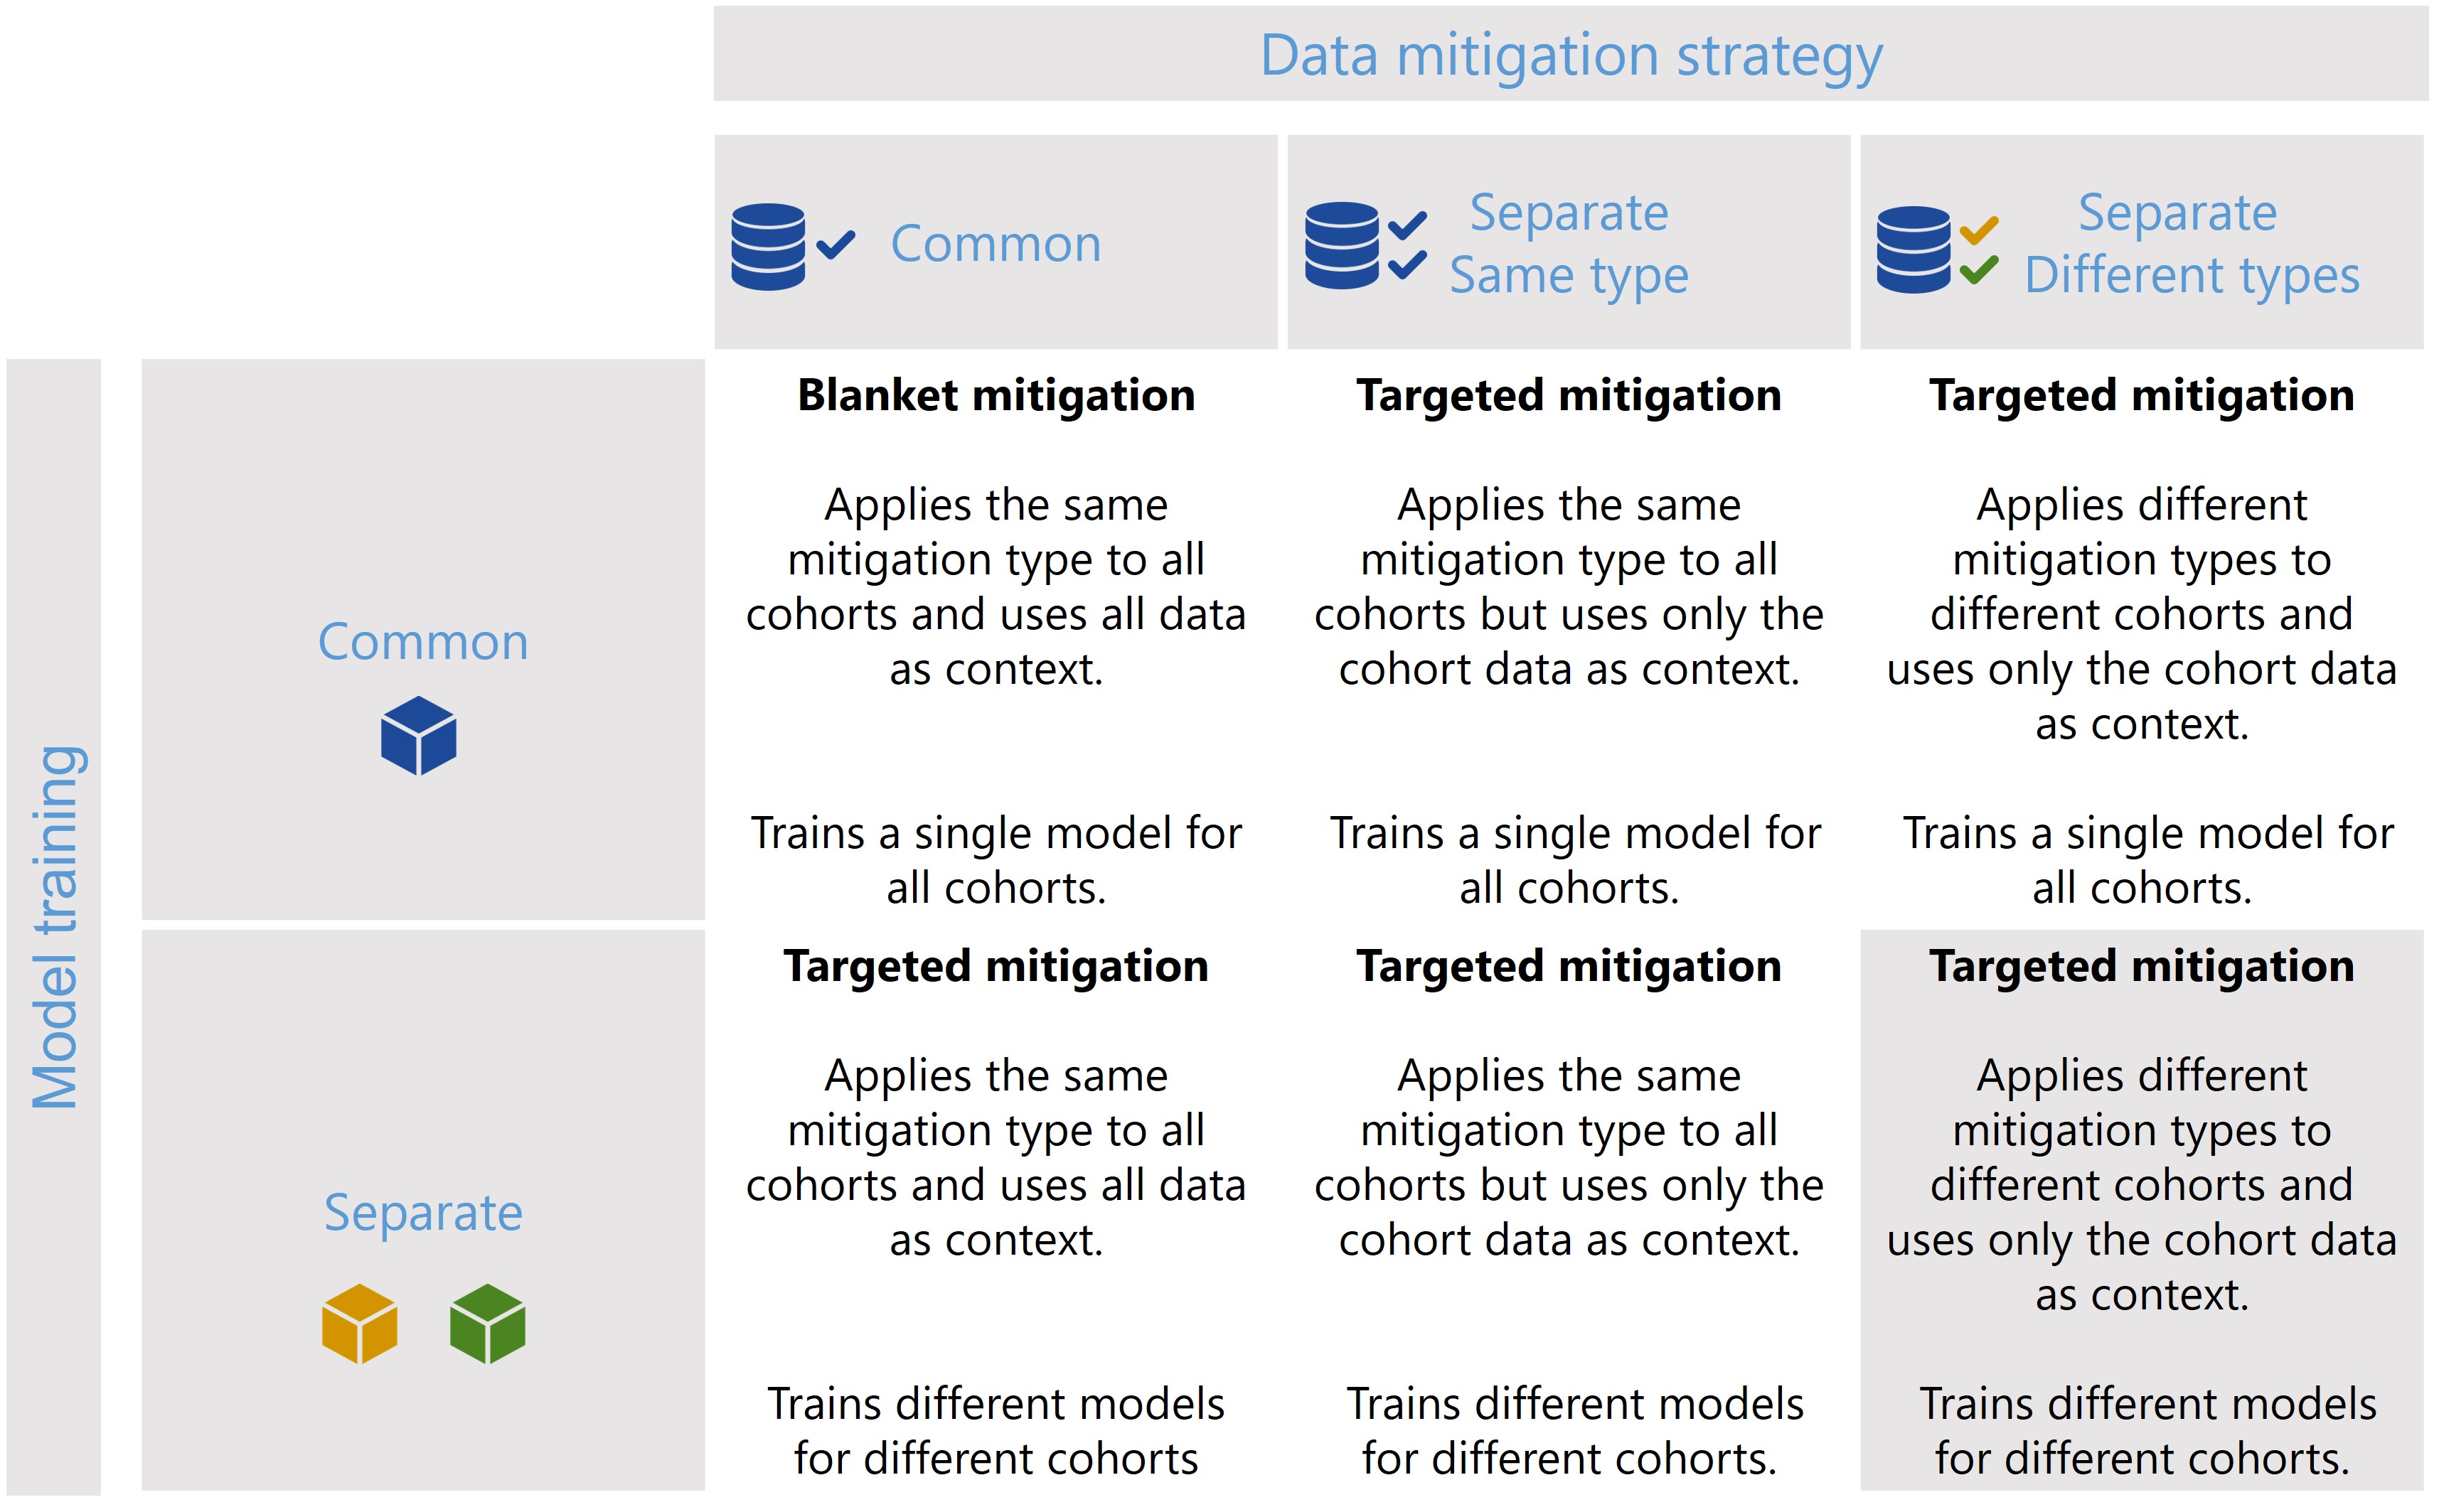 Data mitigation strategy
Common
Separate
Same type
Separate
Different types
Model training
Common
Blanket mitigation
Applies the same
mitigation type to all
cohorts and uses all data
as context.
Trains a single model for
all cohorts.
Targeted mitigation
Applies the same
mitigation type to all
cohorts but uses only the
cohort data as context.
Trains a single model for
all cohorts.
Targeted mitigation
Applies different
mitigation types to
different cohorts and
uses only the cohort data
as context.
Trains a single model for
all cohorts.
Separate
Targeted mitigation
Applies the same
mitigation type to all
cohorts and uses all data
as context.
Trains different models
for different cohorts
Targeted mitigation
Applies the same
mitigation type to all
cohorts but uses only the
cohort data as context.
Trains different models
for different cohorts.
Targeted mitigation
Applies different
mitigation types to
different cohorts and
uses only the cohort data
as context.
Trains different models
for different cohorts.